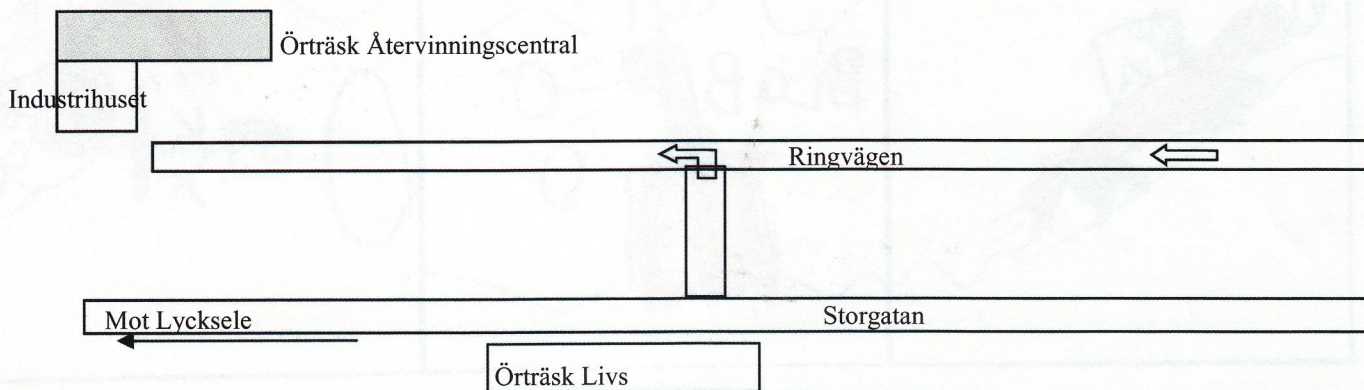 Örträsk Återvinningscentral
Industrihuset
Ringvägen
Mot Lycksele
Storgatan
Örträsk Livs